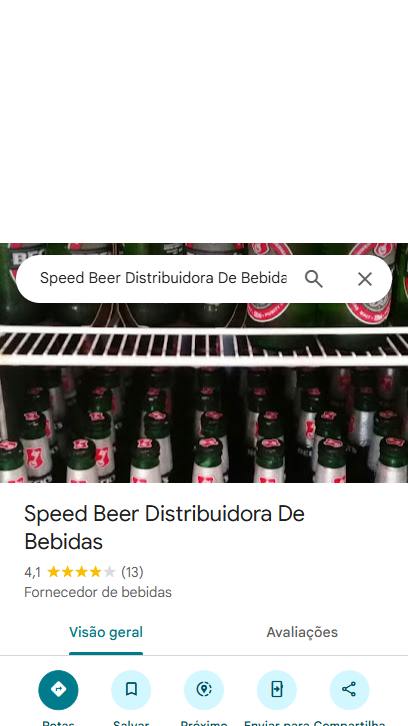 Speed Beer Distribuidora De Bebida
Speed Beer Distribuidora De
Bebidas
4,1 (13)
Fornecedor de bebidas
Visão geral Avaliações
Rotas Salvar Próximo Enviar para Compartilha